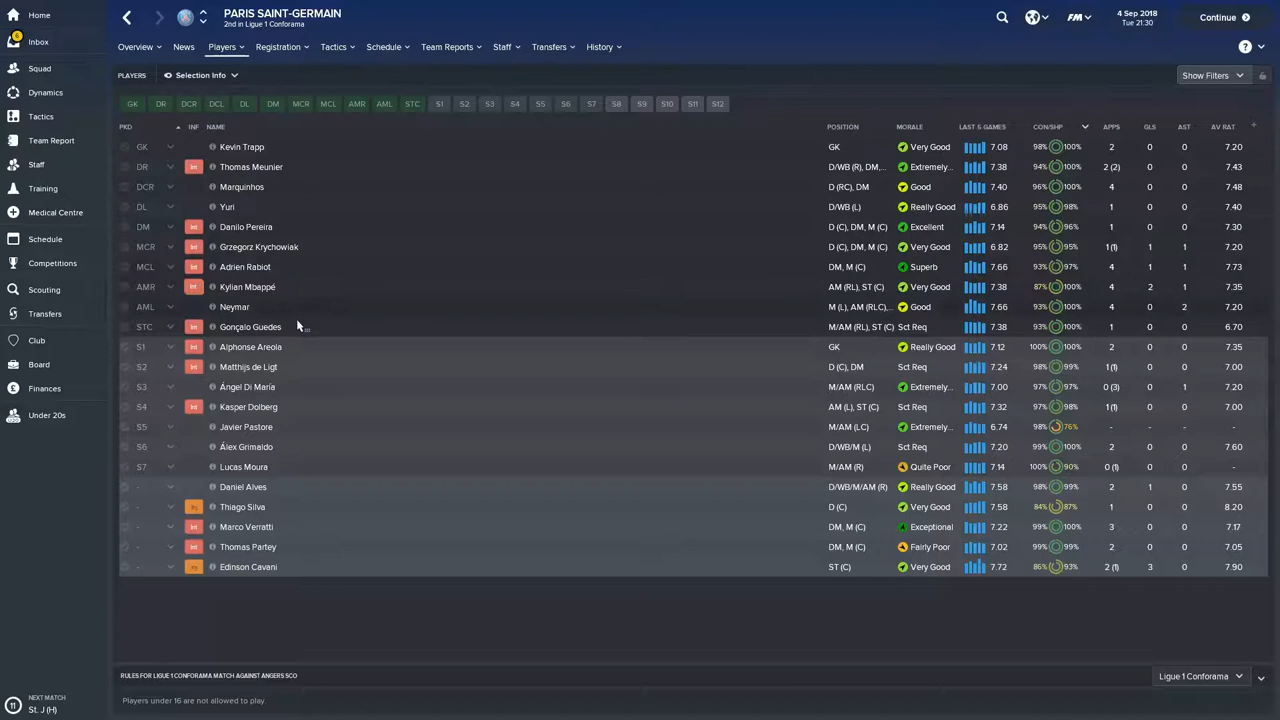 Home
Inbox
6
Squad
Dynamics
Tactics
Team Report
Staff
Training
Medical Centre
Schedule
Competitions
Scouting
Transfers
Club
Board
Finances
Under 20s
11 NEXT MATCH
St. J (H)
PARIS SAINT-GERMAIN
2nd in Ligue 1 Conforama
FM
4 Sep 2018
Tue 21:30
Continue
Overview News Players Registration Tactics Schedule Team Reports Staff Transfers History ?
PLAYERS Selection Info Show Filters
GK DR DCR DCL DL DM MCR MCL AMR AML STC S1 S2 S3 S4 S5 S6 S7 S8 S9 S10 S11 S12
PKD INF NAME POSITION MORALE LAST 5 GAMES CON/SHP APPS GLS AST AV RAT
GK Kevin Trapp GK Very Good 7.08 98% 100% 2 0 0 7.20
DR Int Thomas Meunier D/WB (R), DM,... Extremely... 7.38 94% 100% 2 (2) 0 0 7.43
DCR Marquinhos D (RC), DM Good 7.40 96% 100% 4 0 0 7.48
DL Yuri D/WB (L) Really Good 6.86 95% 98% 1 0 0 7.40
DM Int Danilo Pereira D (C), DM, M (C) Excellent 7.14 94% 96% 1 0 0 7.30
MCR Int Grzegorz Krychowiak D (C), DM, M (C) Very Good 6.82 95% 95% 1 (1) 1 1 7.20
MCL Int Adrien Rabiot DM, M (C) Superb 7.66 93% 97% 4 1 1 7.73
AMR Int Kylian Mbappé AM (RL), ST (C) Very Good 7.38 87% 100% 4 2 1 7.35
AML Neymar M (L), AM (RLC),... Good 7.66 93% 100% 4 0 2 7.20
STC Int Gonçalo Guedes M/AM (RL), ST (C) Sct Req 7.38 93% 100% 1 0 0 6.70
S1 Int Alphonse Areola GK Really Good 7.12 100% 100% 2 0 0 7.35
S2 Int Matthijs de Ligt D (C), DM Sct Req 7.24 97% 100% 1 (1) 0 0 7.00
S3 Ángel Di María M/AM (RLC) Extremely... 7.00 97% 97% 0 (3) 0 1 7.20
S4 Int Kasper Dolberg AM (L), ST (C) Sct Req 7.32 97% 98% 1 (1) 0 0 7.00
S5 Javier Pastore M/AM (LC) Extremely... 6.74 98% 76% - - - -
S6 Álex Grimaldo D/WB/M (L) Sct Req 7.20 99% 100% 2 0 0 7.60
S7 Lucas Moura M/AM (R) Quite Poor 7.14 100% 90% 0 (1) 0 0 -
- Daniel Alves D/WB/M/AM (R) Really Good 7.58 98% 99% 2 1 0 7.55
- Thiago Silva D (C) Very Good 7.58 84% 87% 1 0 0 8.20
- Int Marco Verratti DM, M (C) Exceptional 7.22 99% 100% 3 0 0 7.17
- Int Thomas Partey DM, M (C) Fairly Poor 7.02 99% 99% 2 0 0 7.05
- Edinson Cavani ST (C) Very Good 7.72 86% 93% 2 (1) 3 0 7.90
RULES FOR LIGUE 1 CONFORAMA MATCH AGAINST ANGERS SCO Ligue 1 Conforama
Players under 16 are not allowed to play.